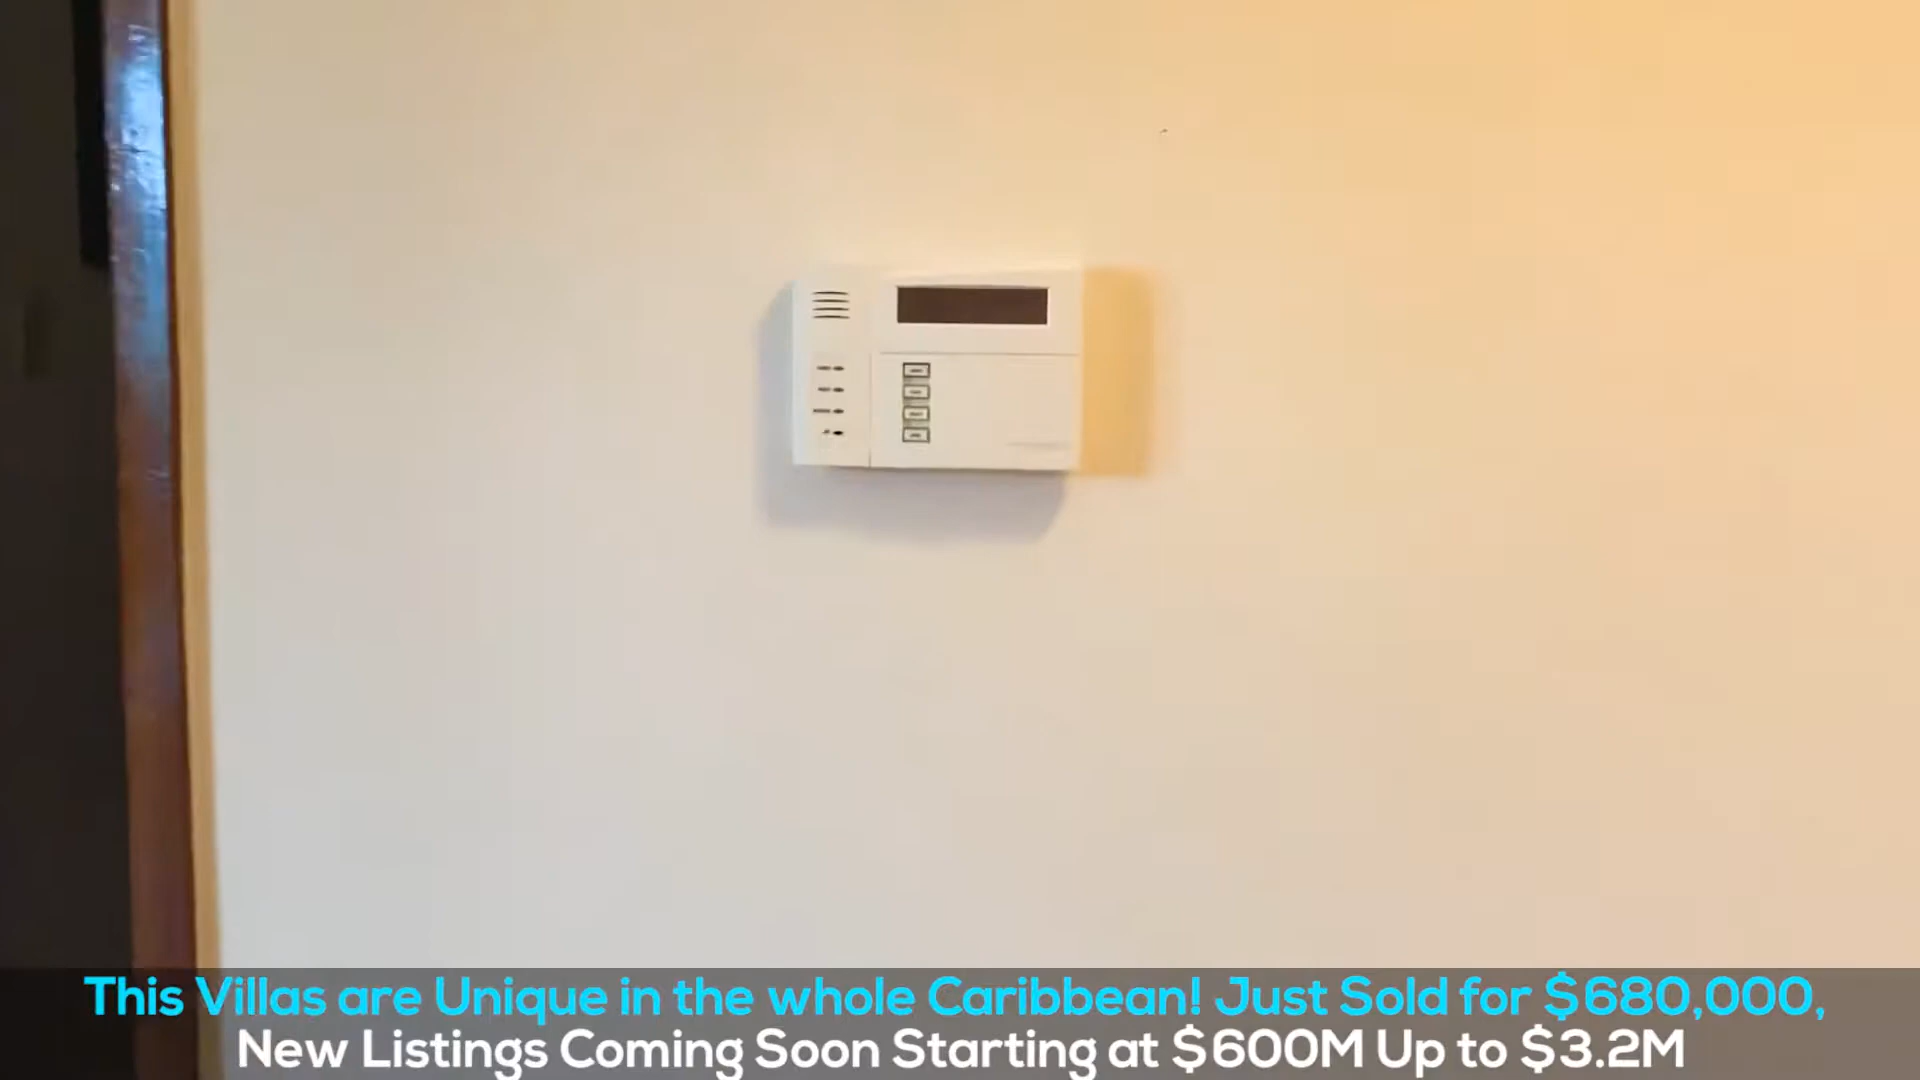 This Villas are Unique in the whole Caribbean! Just Sold for $680,000,
New Listings Coming Soon Starting at $600M Up to $3.2M